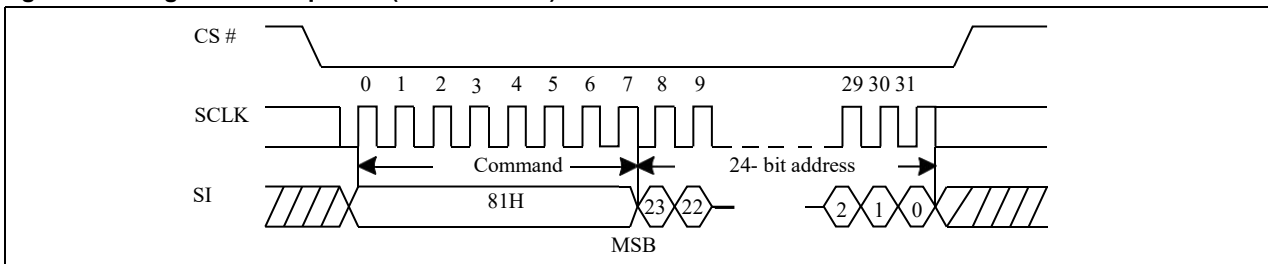 CS #
0 1 2 3 4 5 6 7 8 9 29 30 31
SCLK
Command 24- bit address
SI 81H 23 22 2 1 0
MSB